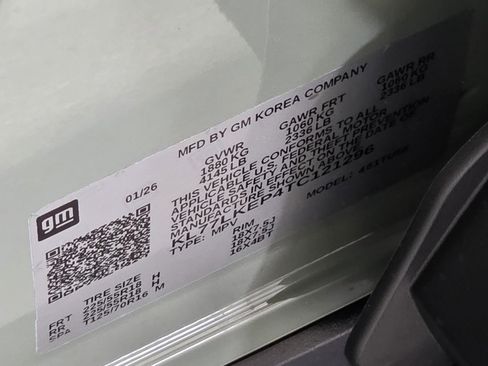 gm
01/26
MFD BY GM KOREA COMPANY
GVWR GAWR FRT GAWR RR
1880 KG 1060 KG 1060 KG
4145 LB 2336 LB 2336 LB
THIS VEHICLE CONFORMS TO ALL
APPLICABLE U.S. FEDERAL MOTOR
VEHICLE SAFETY AND THEFT PREVENTION
STANDARDS IN EFFECT ON THE DATE OF
MANUFACTURE SHOWN ABOVE.
KL77LKEP4TC121296
TYPE: MPV MODEL:
TIRE SIZE RIM
FRT 225/55R18 H 18X7.5J
RR 225/55R18 H 18X7.5J
SPA T125/70R16 M 16X4BT